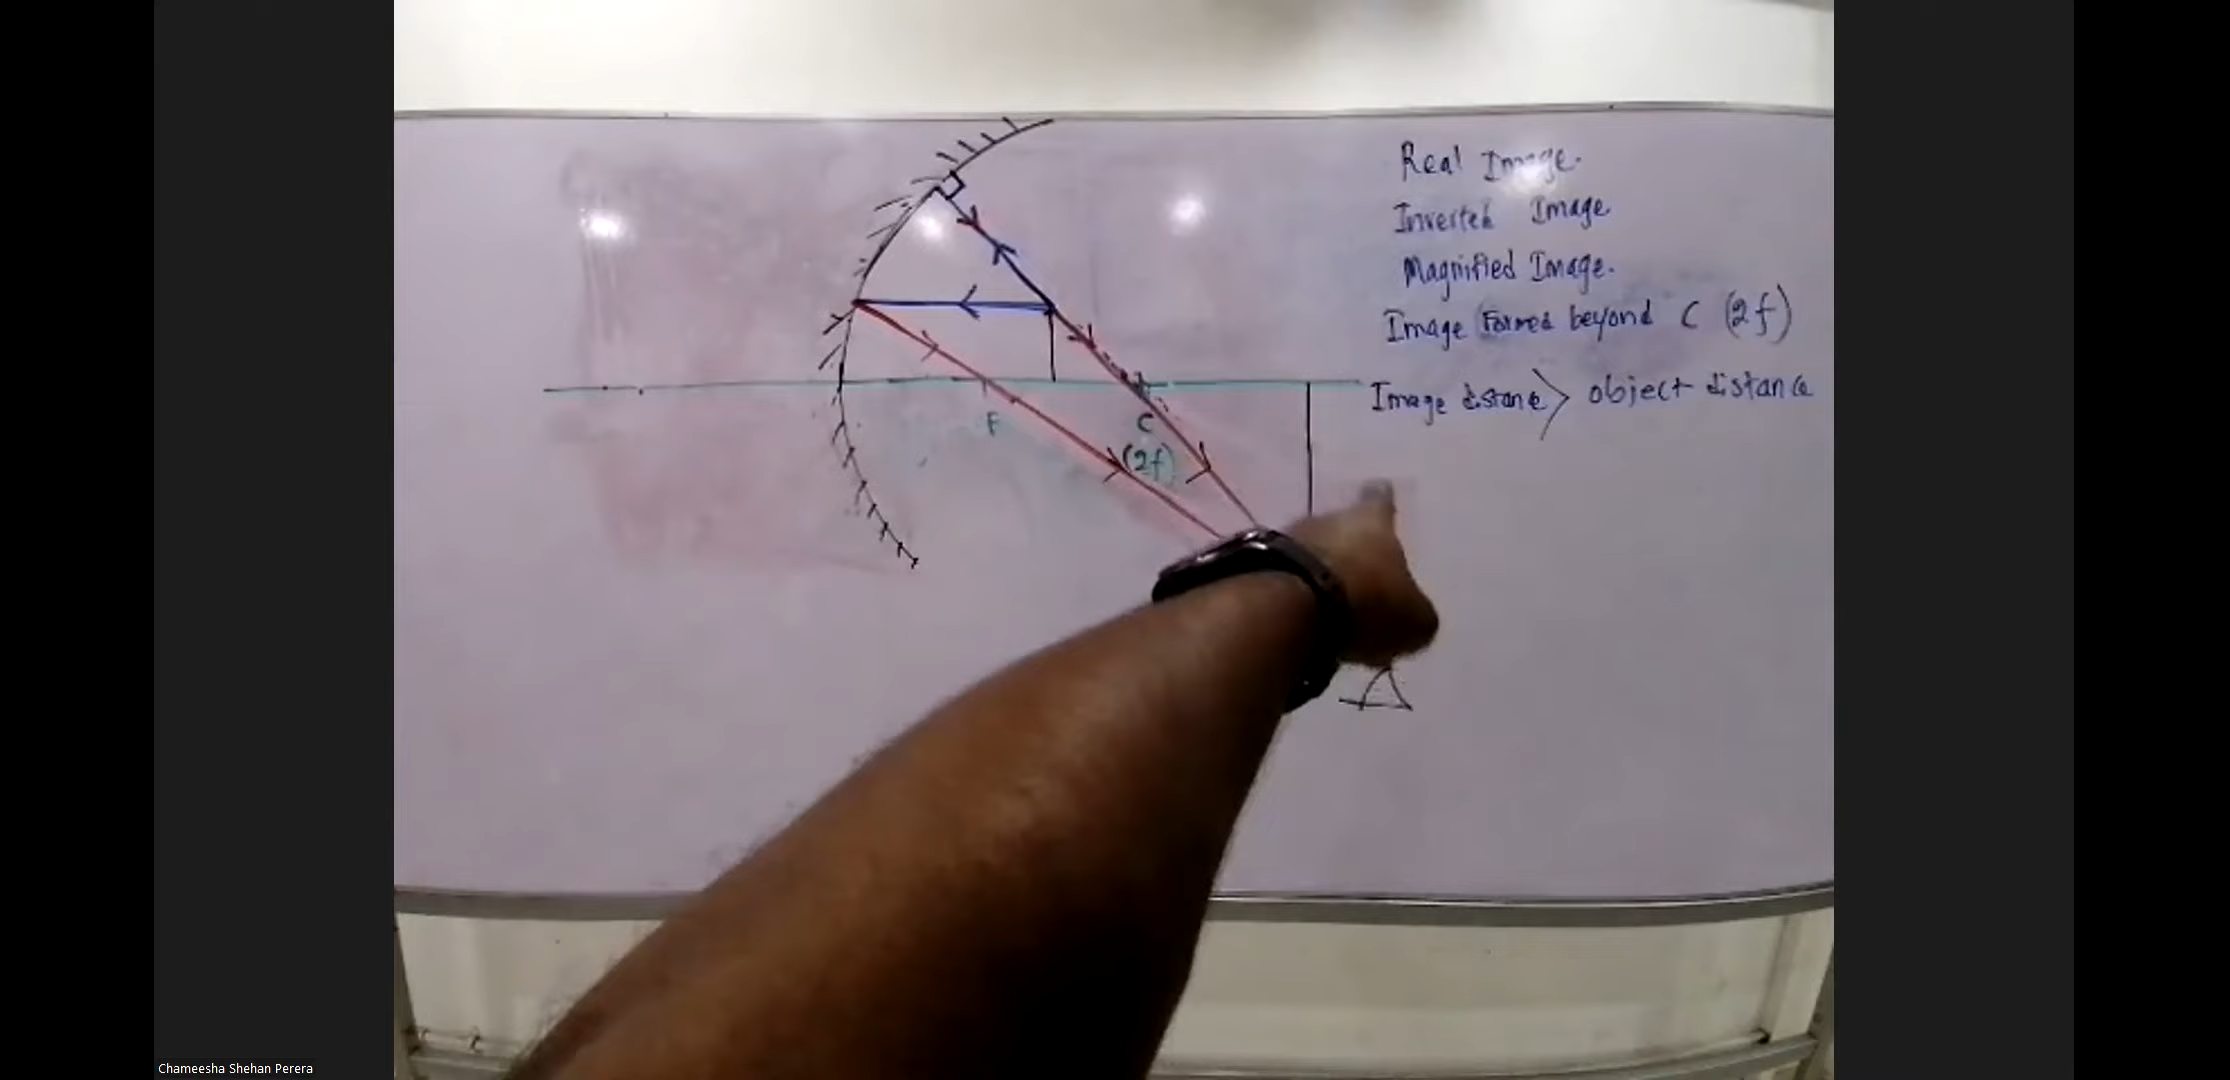 Real Image.
Inverted Image
Magnified Image.
Image Formed beyond C (2f)
Image distance > object distance
F
C
(2f)
Chameesha Shehan Perera